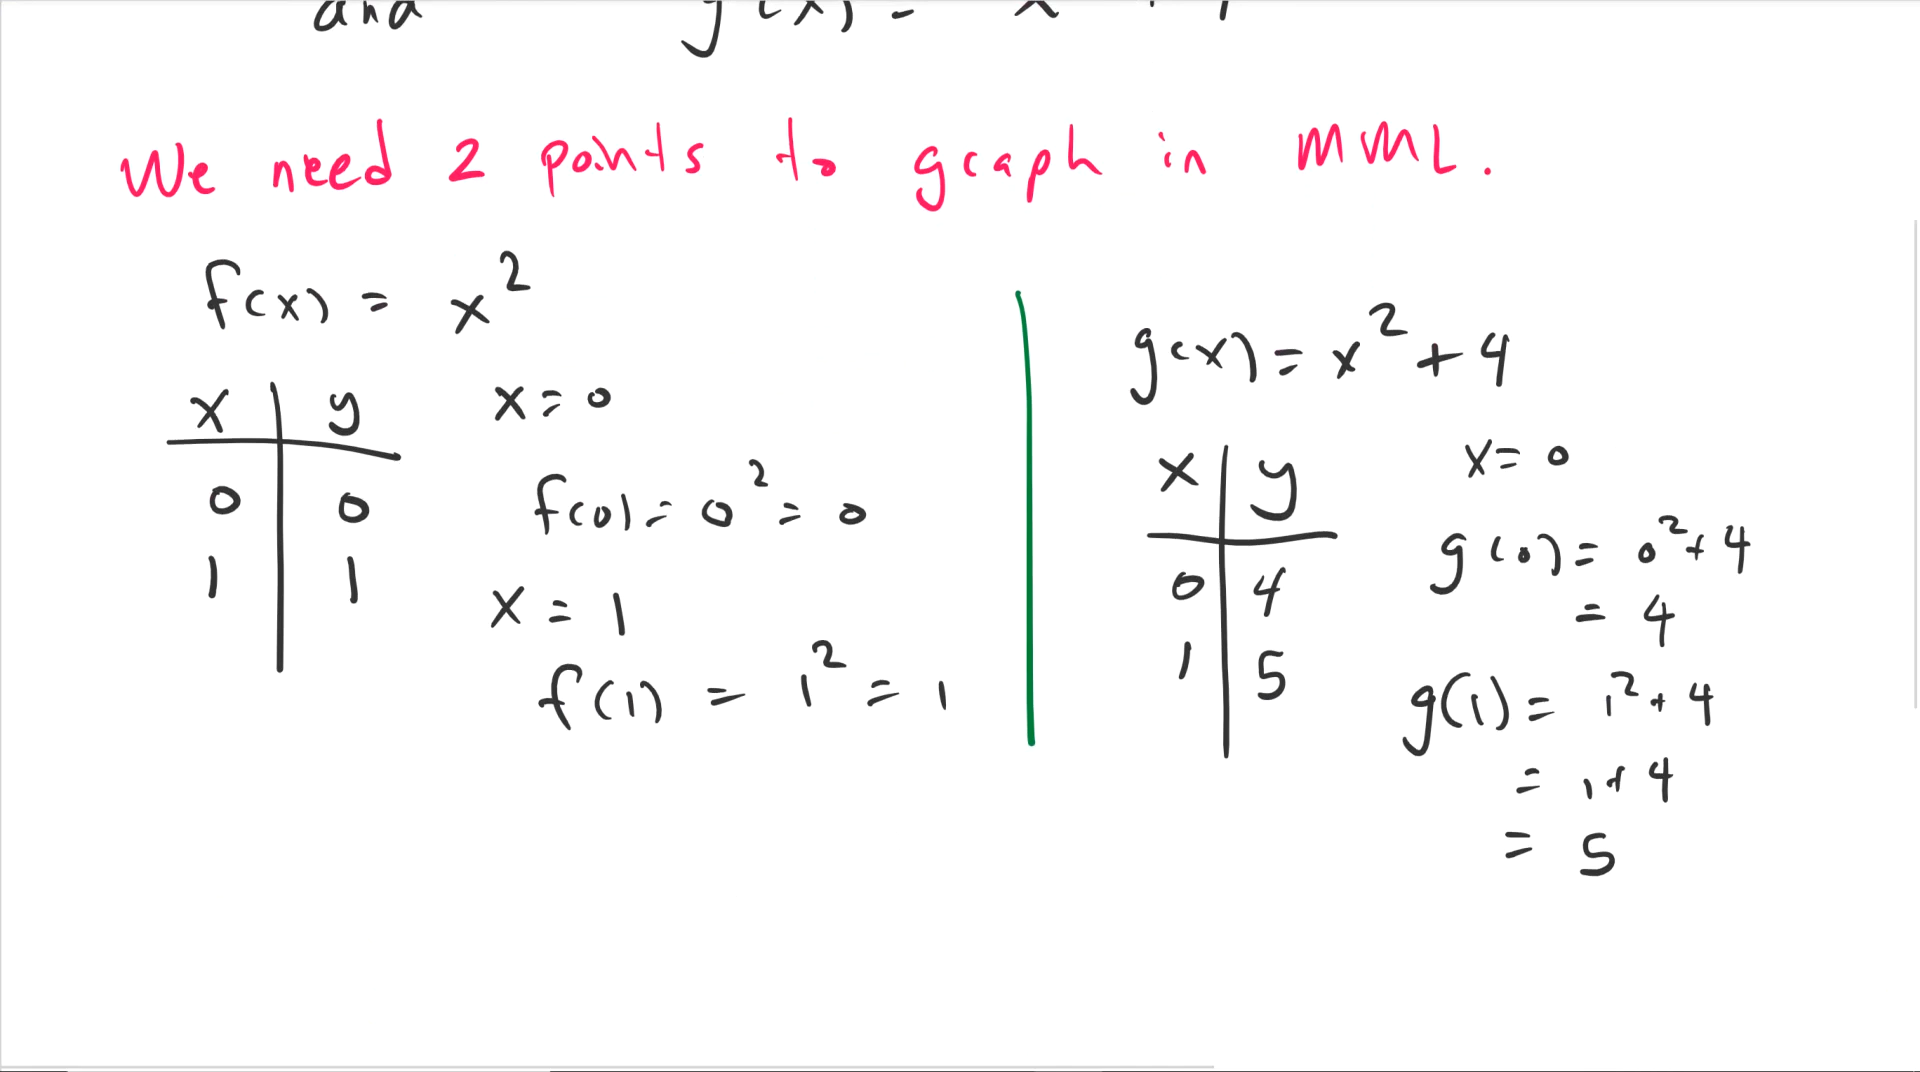 and g(x) = x
We need 2 points to graph in MML.
f(x) = x²
x | y
0 | 0
1 | 1
x = 0
f(0) = 0² = 0
x = 1
f(1) = 1² = 1
g(x) = x² + 4
x | y
0 | 4
1 | 5
x = 0
g(0) = 0² + 4
= 4
g(1) = 1² + 4
= 1 + 4
= 5